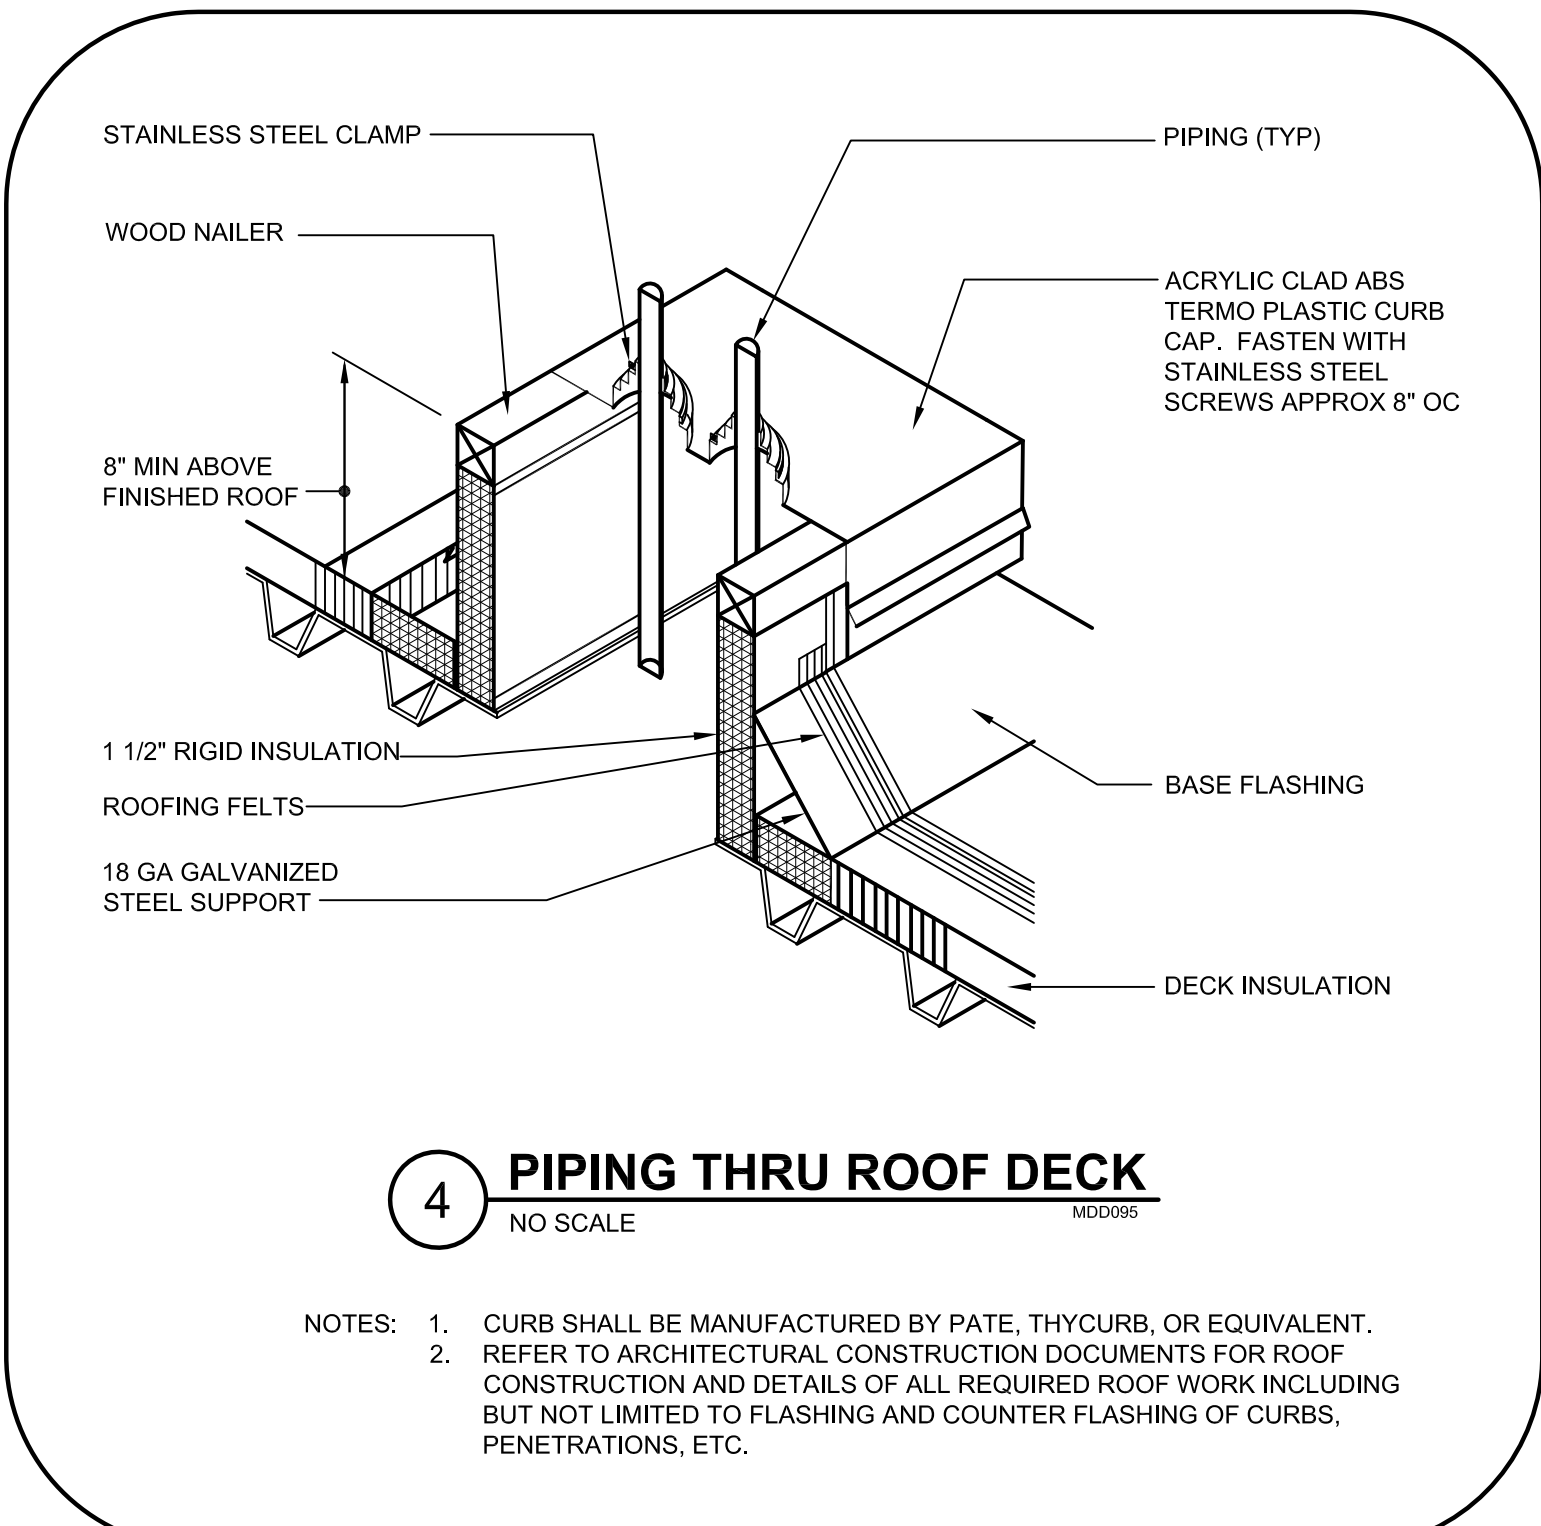 STAINLESS STEEL CLAMP
PIPING (TYP)
WOOD NAILER
ACRYLIC CLAD ABS
TERMO PLASTIC CURB
CAP. FASTEN WITH
STAINLESS STEEL
SCREWS APPROX 8" OC
8" MIN ABOVE
FINISHED ROOF
1 1/2" RIGID INSULATION
ROOFING FELTS
BASE FLASHING
18 GA GALVANIZED
STEEL SUPPORT
DECK INSULATION
4
PIPING THRU ROOF DECK
NO SCALE
MDD095
NOTES: 1. CURB SHALL BE MANUFACTURED BY PATE, THYCURB, OR EQUIVALENT.
2. REFER TO ARCHITECTURAL CONSTRUCTION DOCUMENTS FOR ROOF
CONSTRUCTION AND DETAILS OF ALL REQUIRED ROOF WORK INCLUDING
BUT NOT LIMITED TO FLASHING AND COUNTER FLASHING OF CURBS,
PENETRATIONS, ETC.